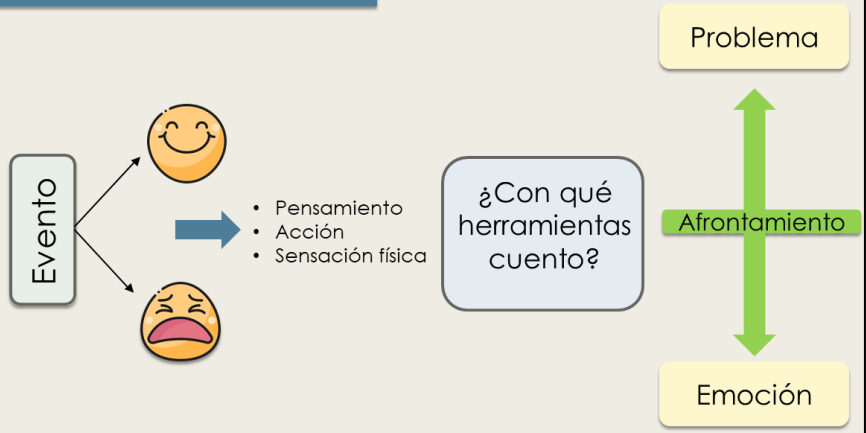 Evento
• Pensamiento
• Acción
• Sensación física
¿Con qué
herramientas
cuento?
Problema
Afrontamiento
Emoción